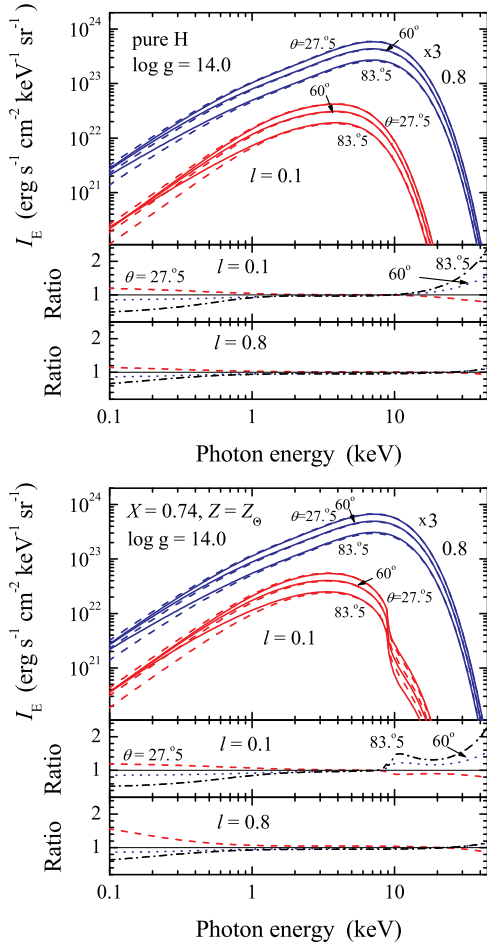 pure H
log g = 14.0
10²⁴
θ=27.°5
60°
x3
0.8
10²³
83.°5
60°
10²²
θ=27.°5
83.°5
10²¹
l = 0.1
I_E (erg s⁻¹ cm⁻² keV⁻¹ sr⁻¹)
2
θ = 27.°5
l = 0.1
60°
83.°5
1
Ratio
2
l = 0.8
1
Ratio
0.1
1
10
Photon energy (keV)
10²⁴
X = 0.74, Z = Z☉
log g = 14.0
θ=27.°5
60°
x3
0.8
10²³
83.°5
60°
10²²
θ=27.°5
83.°5
10²¹
l = 0.1
I_E (erg s⁻¹ cm⁻² keV⁻¹ sr⁻¹)
2
θ = 27.°5
l = 0.1
83.°5
60°
1
Ratio
2
l = 0.8
1
Ratio
0.1
1
10
Photon energy (keV)